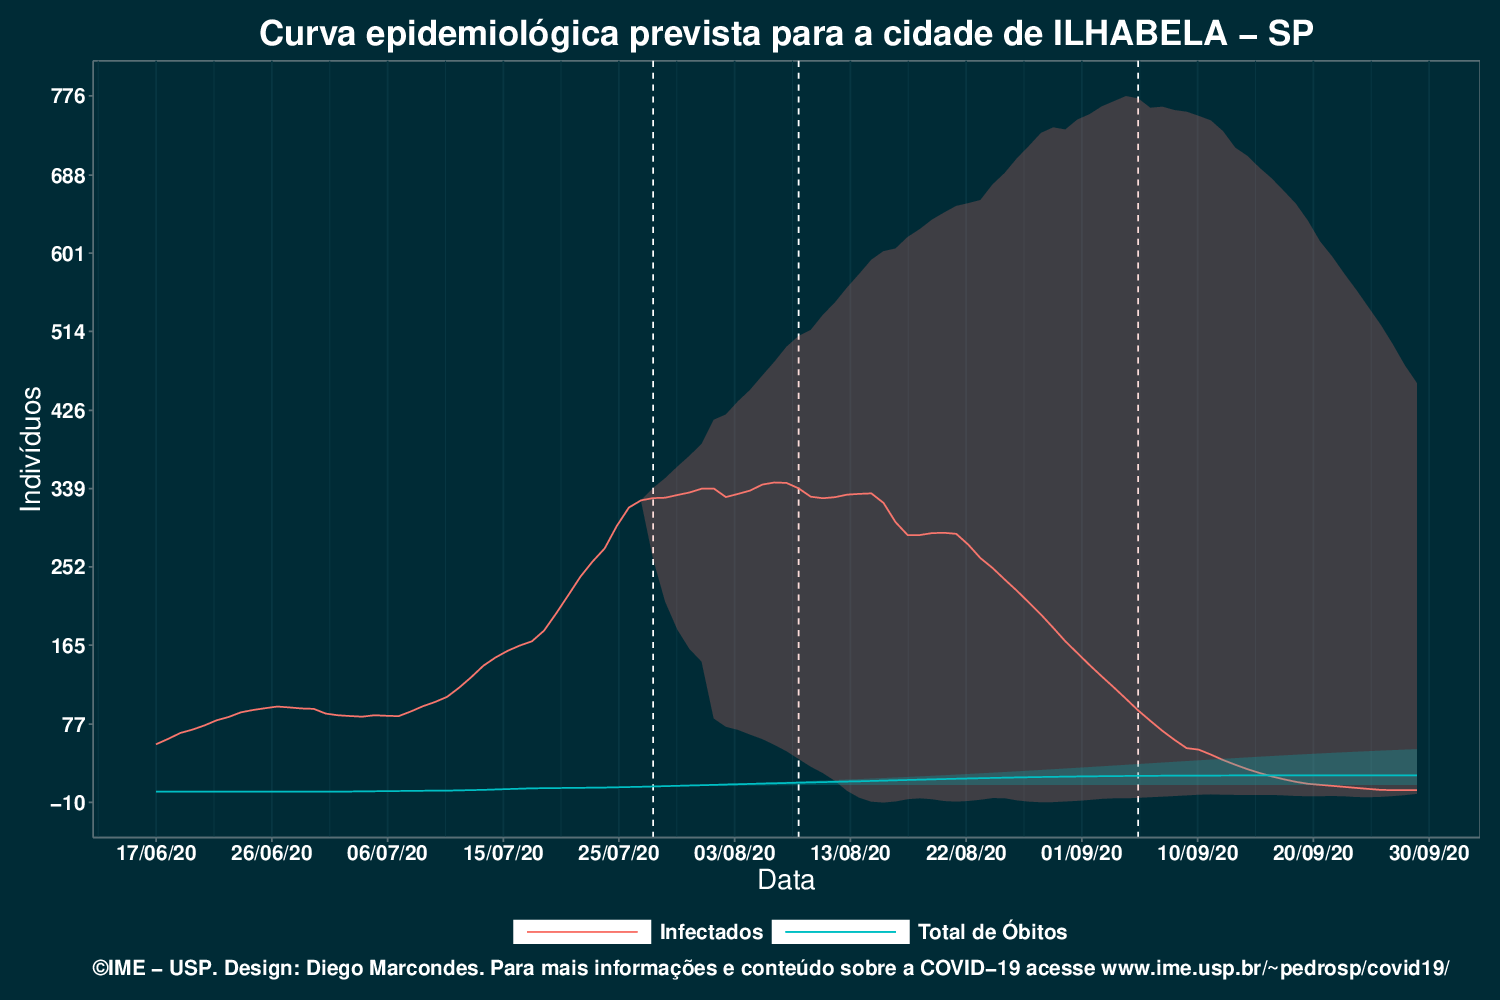 Curva epidemiológica prevista para a cidade de ILHABELA – SP
776
688
601
514
426
339
252
165
77
–10
Indivíduos
17/06/20 26/06/20 06/07/20 15/07/20 25/07/20 03/08/20 13/08/20 22/08/20 01/09/20 10/09/20 20/09/20 30/09/20
Data
Infectados Total de Óbitos
©IME – USP. Design: Diego Marcondes. Para mais informações e conteúdo sobre a COVID–19 acesse www.ime.usp.br/~pedrosp/covid19/